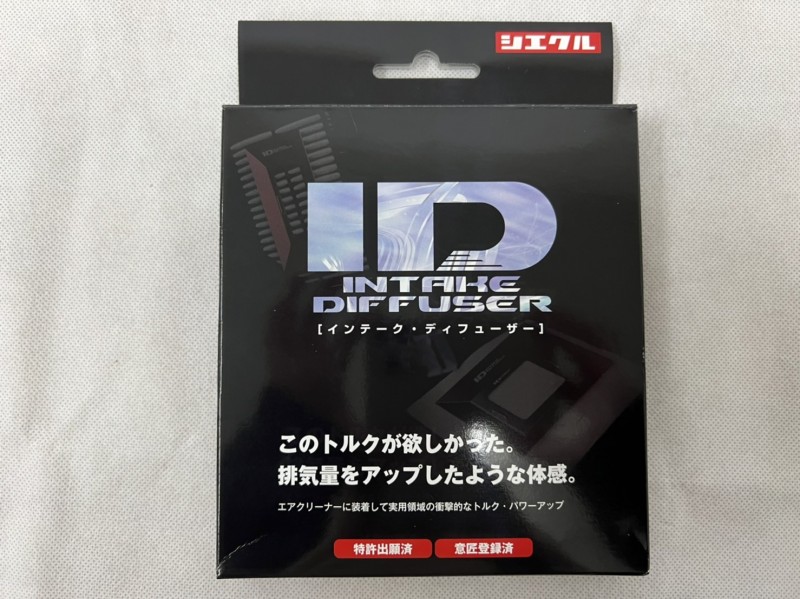 シエクル
ID
INTAKE
DIFFUSER
[インテーク・ディフューザー]
このトルクが欲しかった。
排気量をアップしたような体感。
エアクリーナーに装着して実用領域の衝撃的なトルク・パワーアップ
特許出願済
意匠登録済